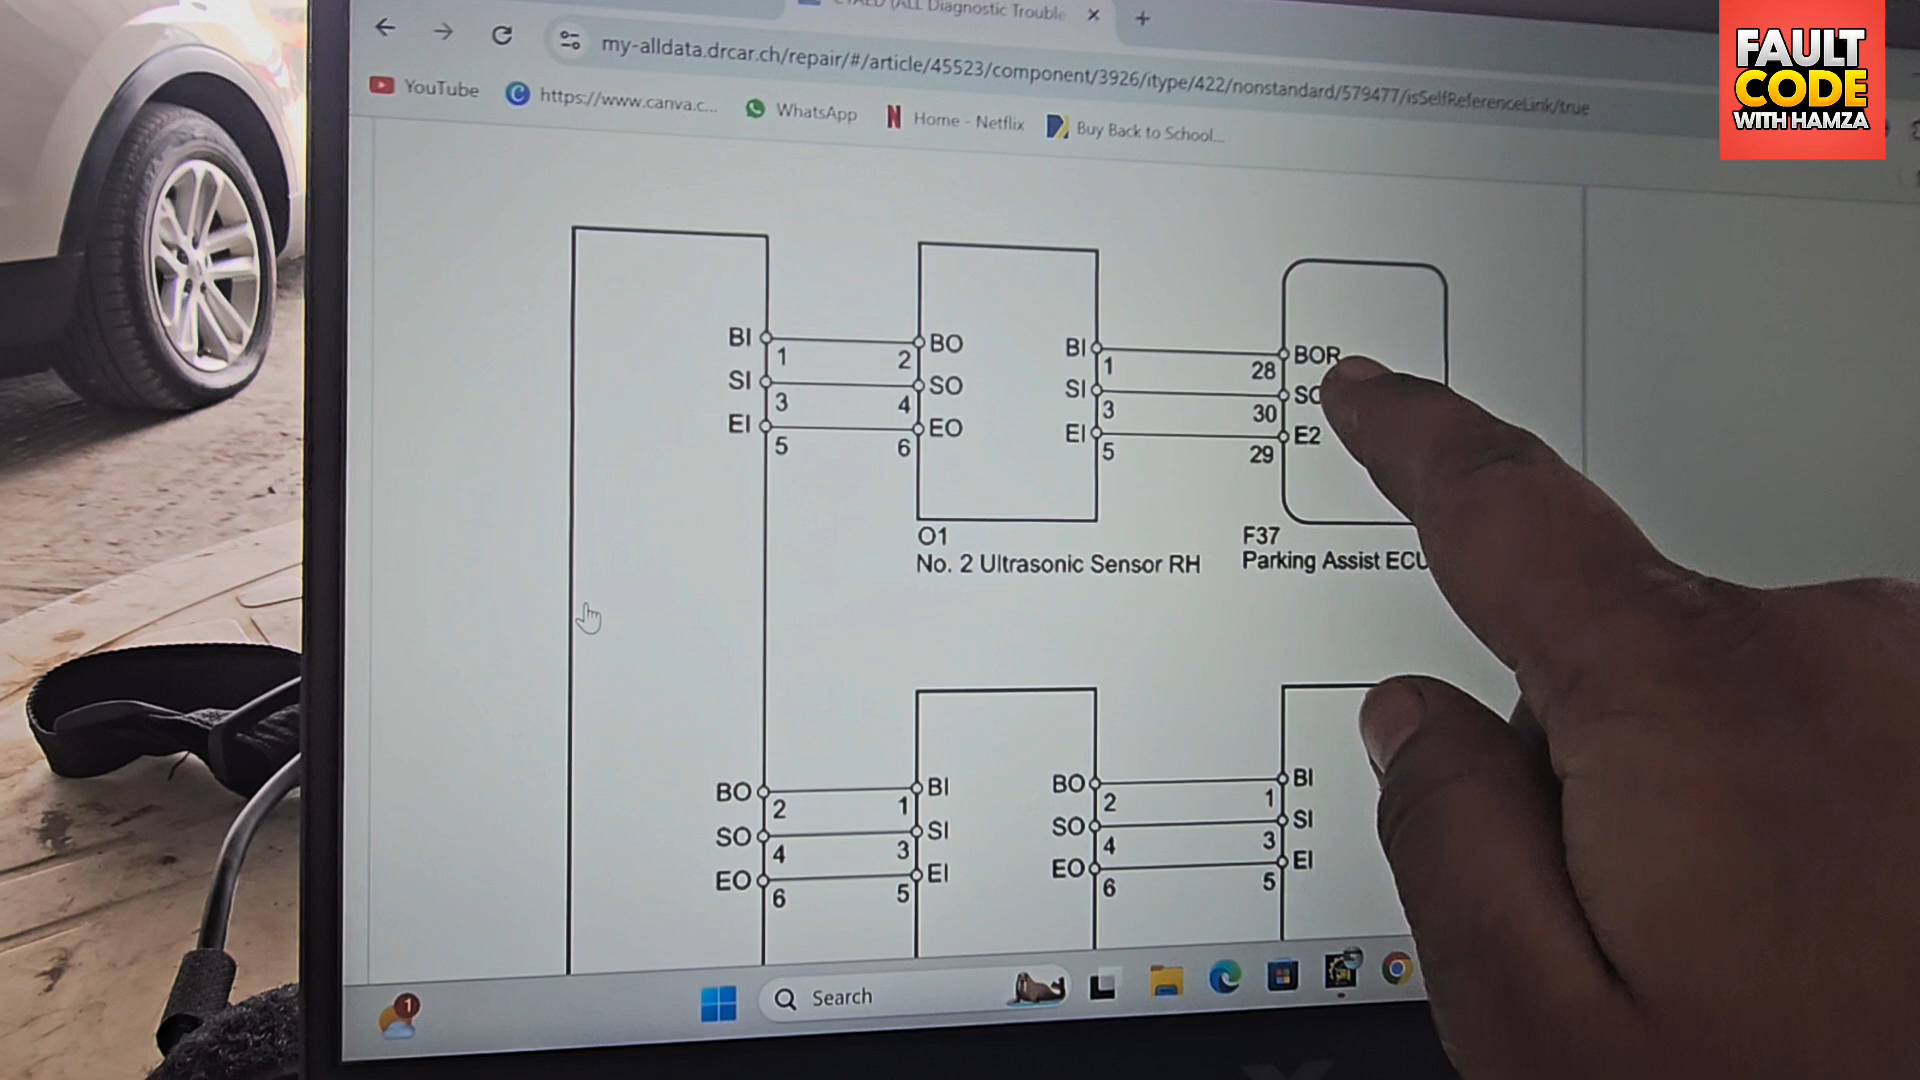 (ALL Diagnostic Trouble
my-alldata.drcar.ch/repair/#/article/45523/component/3926/itype/422/nonstandard/579477/isSelfReferenceLink/true
YouTube
https://www.canva.c...
WhatsApp
Home - Netflix
Buy Back to School...
FAULT
CODE
WITH HAMZA
BI 1 2 BO BI 1 28 BOR
SI 3 4 SO SI 3 30
EI 5 6 EO EI 5 29 E2
O1
No. 2 Ultrasonic Sensor RH
F37
Parking Assist ECU
BO 2 1 BI BO 2 1 BI
SO 4 3 SI SO 4 3 SI
EO 6 5 EI EO 6 5 EI
1
Search